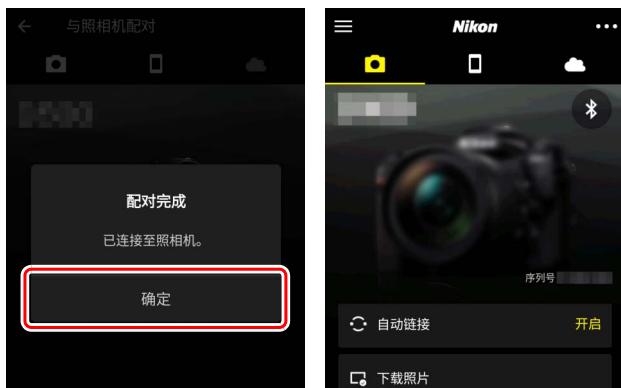 与照相机配对
配对完成
已连接至照相机。
确定
Nikon
序列号
自动链接
开启
下载照片